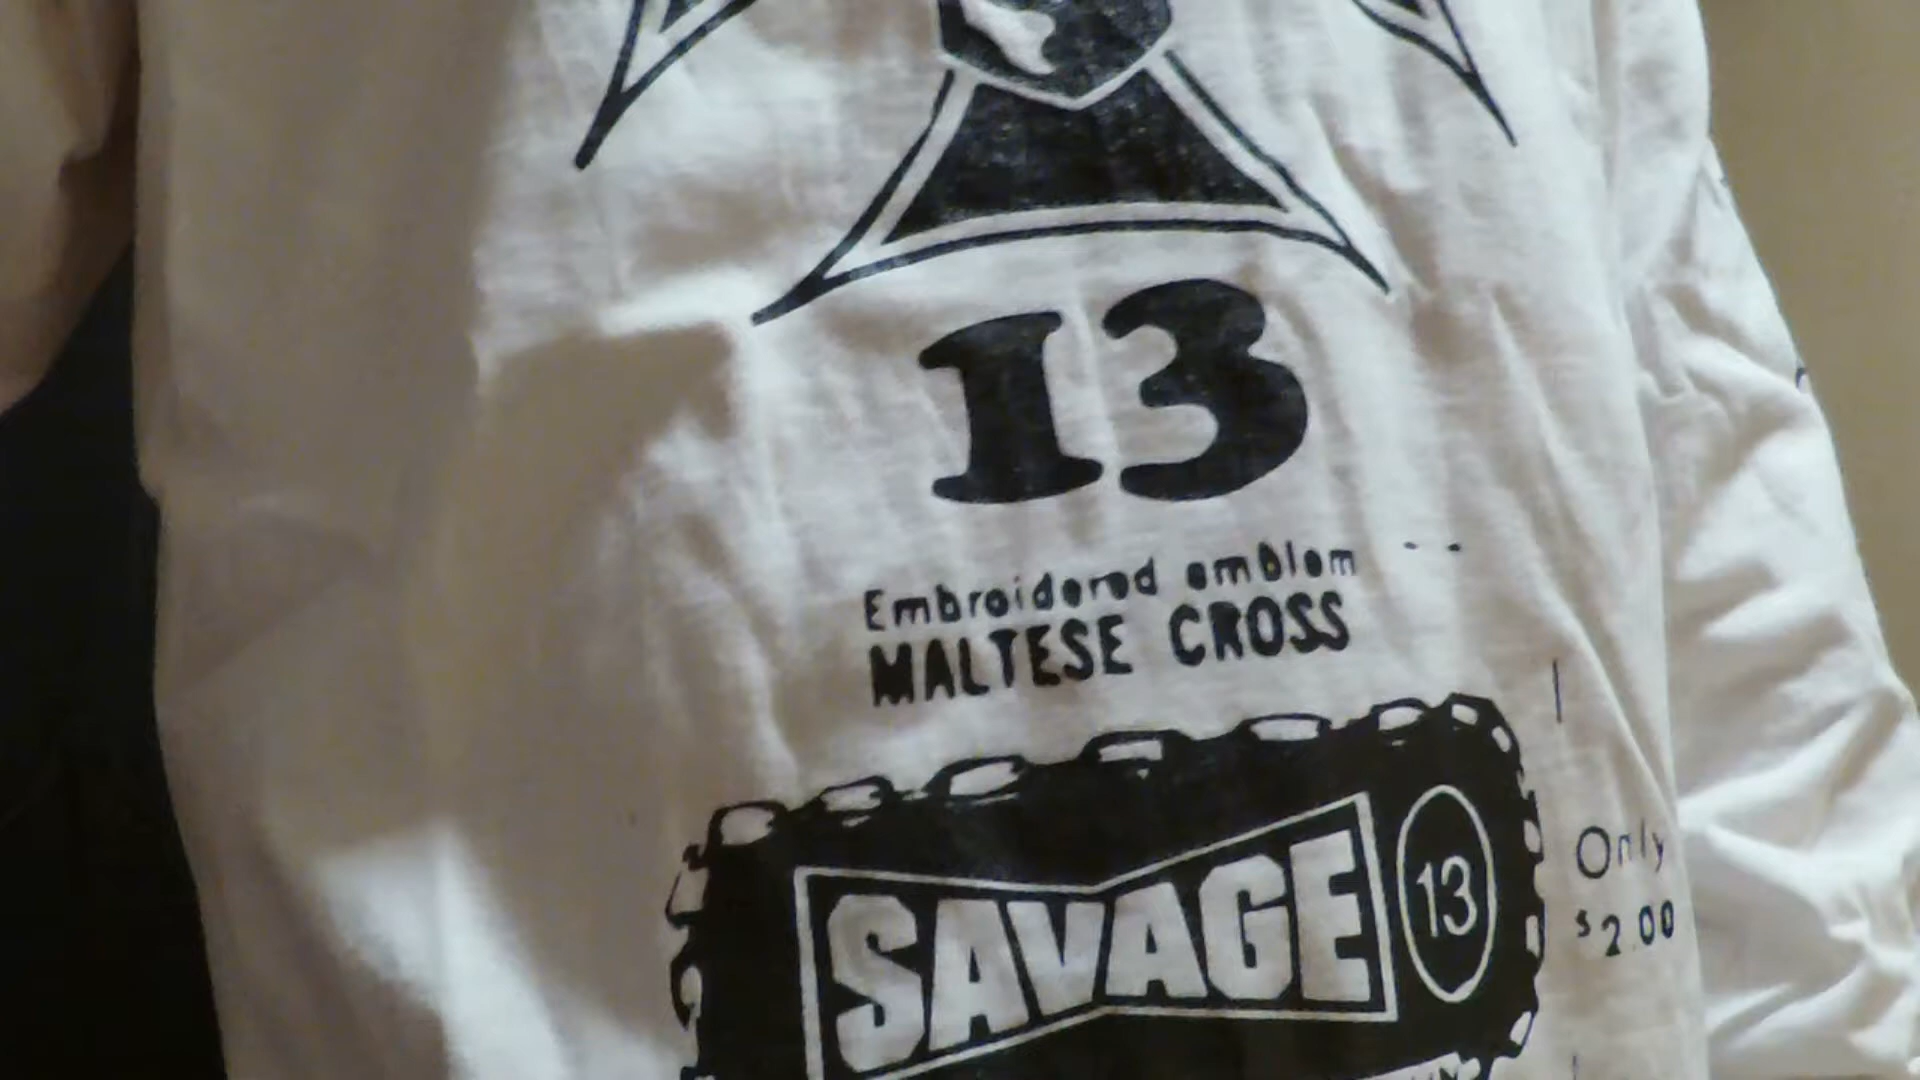 13
Embroidered emblem
MALTESE CROSS
SAVAGE 13
Only
$2.00